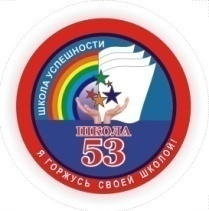 ШКОЛА УСПЕШНОСТИ
ШКОЛА
53
Я ГОРЖУСЬ СВОЕЙ ШКОЛОЙ!